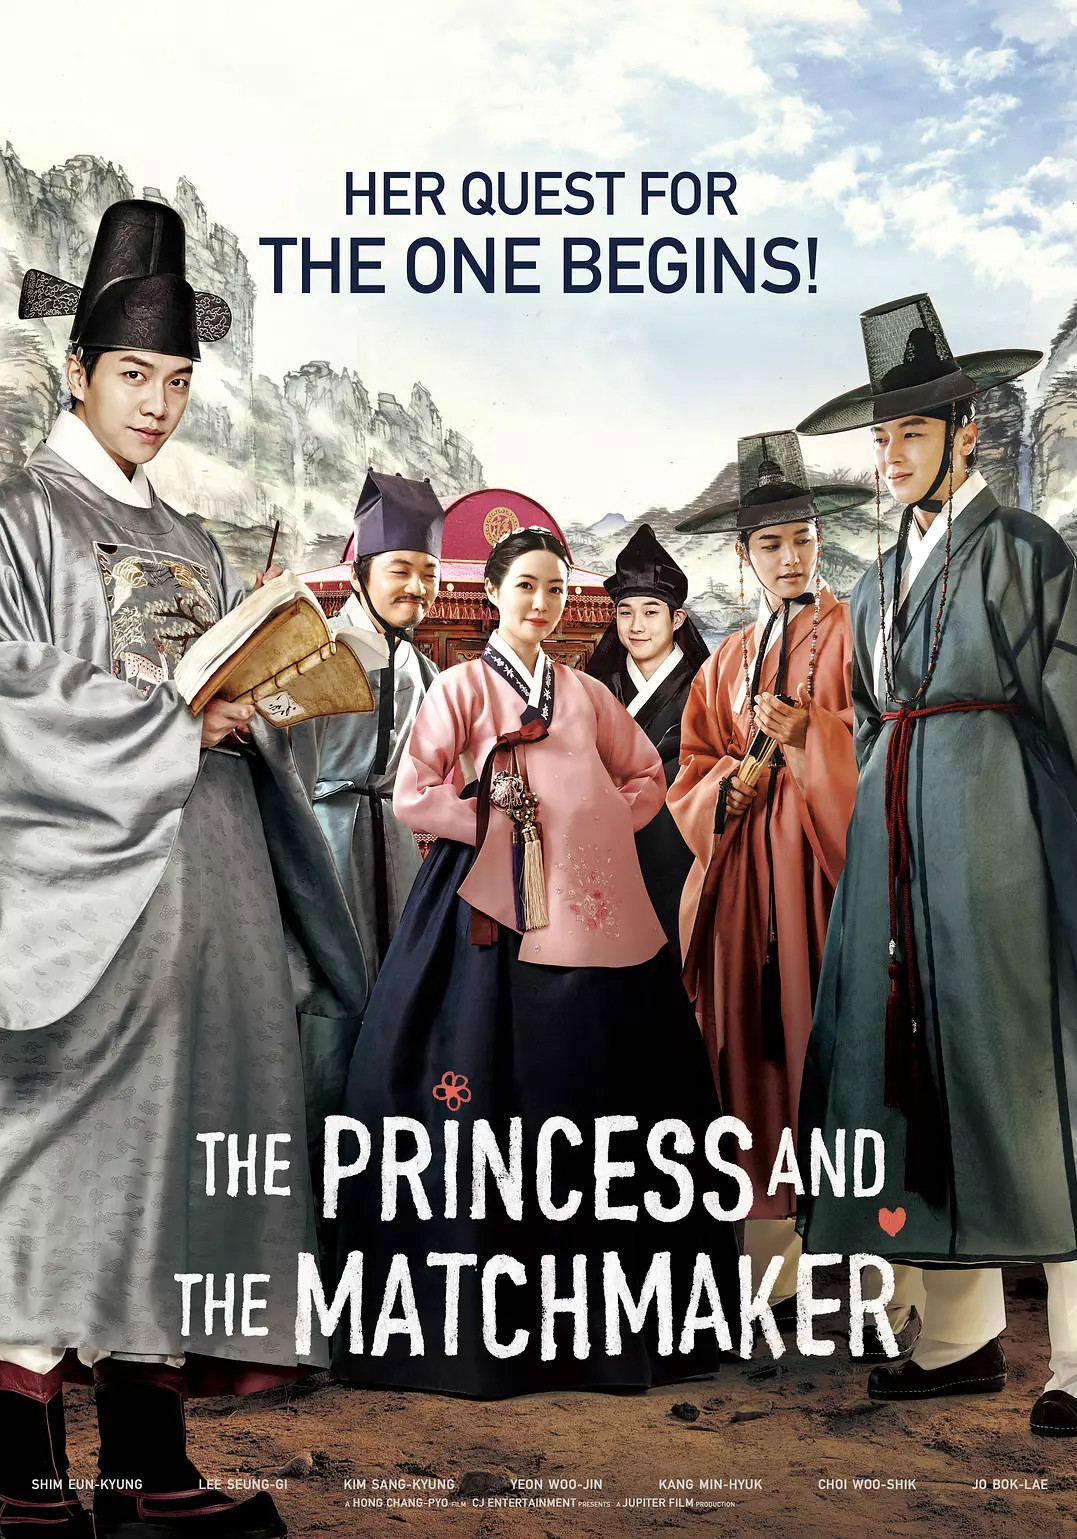 HER QUEST FOR
THE ONE BEGINS!
THE PRINCESS AND
THE MATCHMAKER
SHIM EUN-KYUNG LEE SEUNG-GI KIM SANG-KYUNG YEON WOO-JIN KANG MIN-HYUK CHOI WOO-SHIK JO BOK-LAE
A HONG CHANG-PYO FILM CJ ENTERTAINMENT PRESENTS A JUPITER FILM PRODUCTION